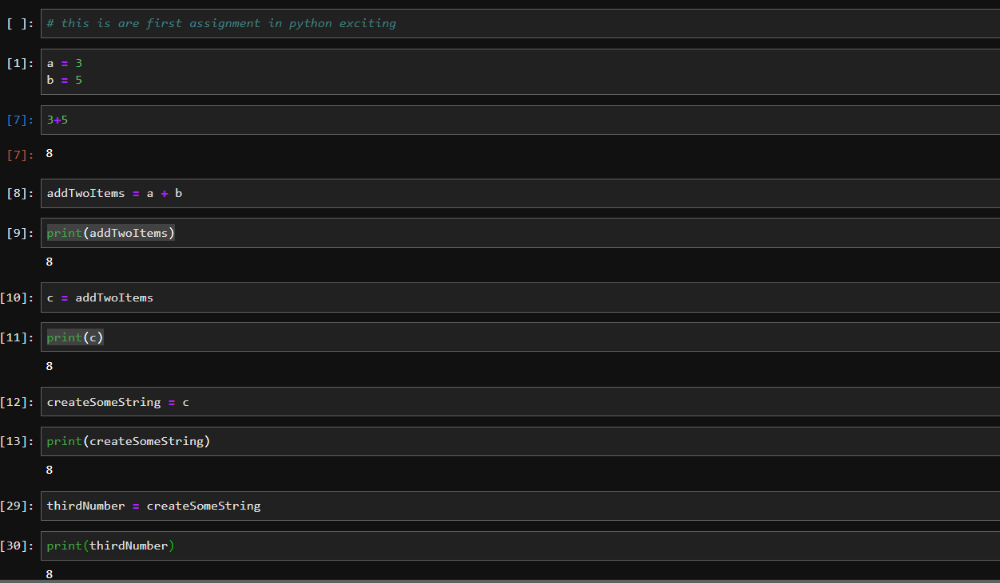 [ ]: # this is are first assignment in python exciting
[1]: a = 3
b = 5
[7]: 3+5
[7]: 8
[8]: addTwoItems = a + b
[9]: print(addTwoItems)
8
[10]: c = addTwoItems
[11]: print(c)
8
[12]: createSomeString = c
[13]: print(createSomeString)
8
[29]: thirdNumber = createSomeString
[30]: print(thirdNumber)
8